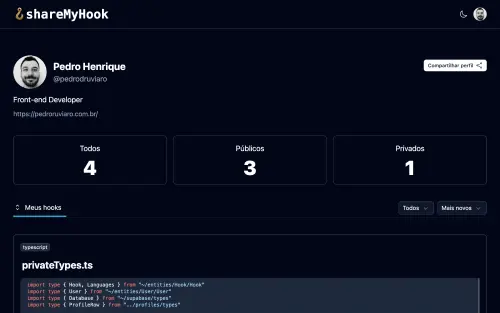 shareMyHook
Pedro Henrique
@pedrodruviaro
Compartilhar perfil
Front-end Developer
https://pedroruviaro.com.br/
Todos
4
Públicos
3
Privados
1
Meus hooks
Todos
Mais novos
typescript
privateTypes.ts
import type { Hook, Languages } from "~/entities/Hook/Hook"
import type { User } from "~/entities/User/User"
import type { Database } from "~/supabase/types"
import type { ProfileRow } from "../profiles/types"